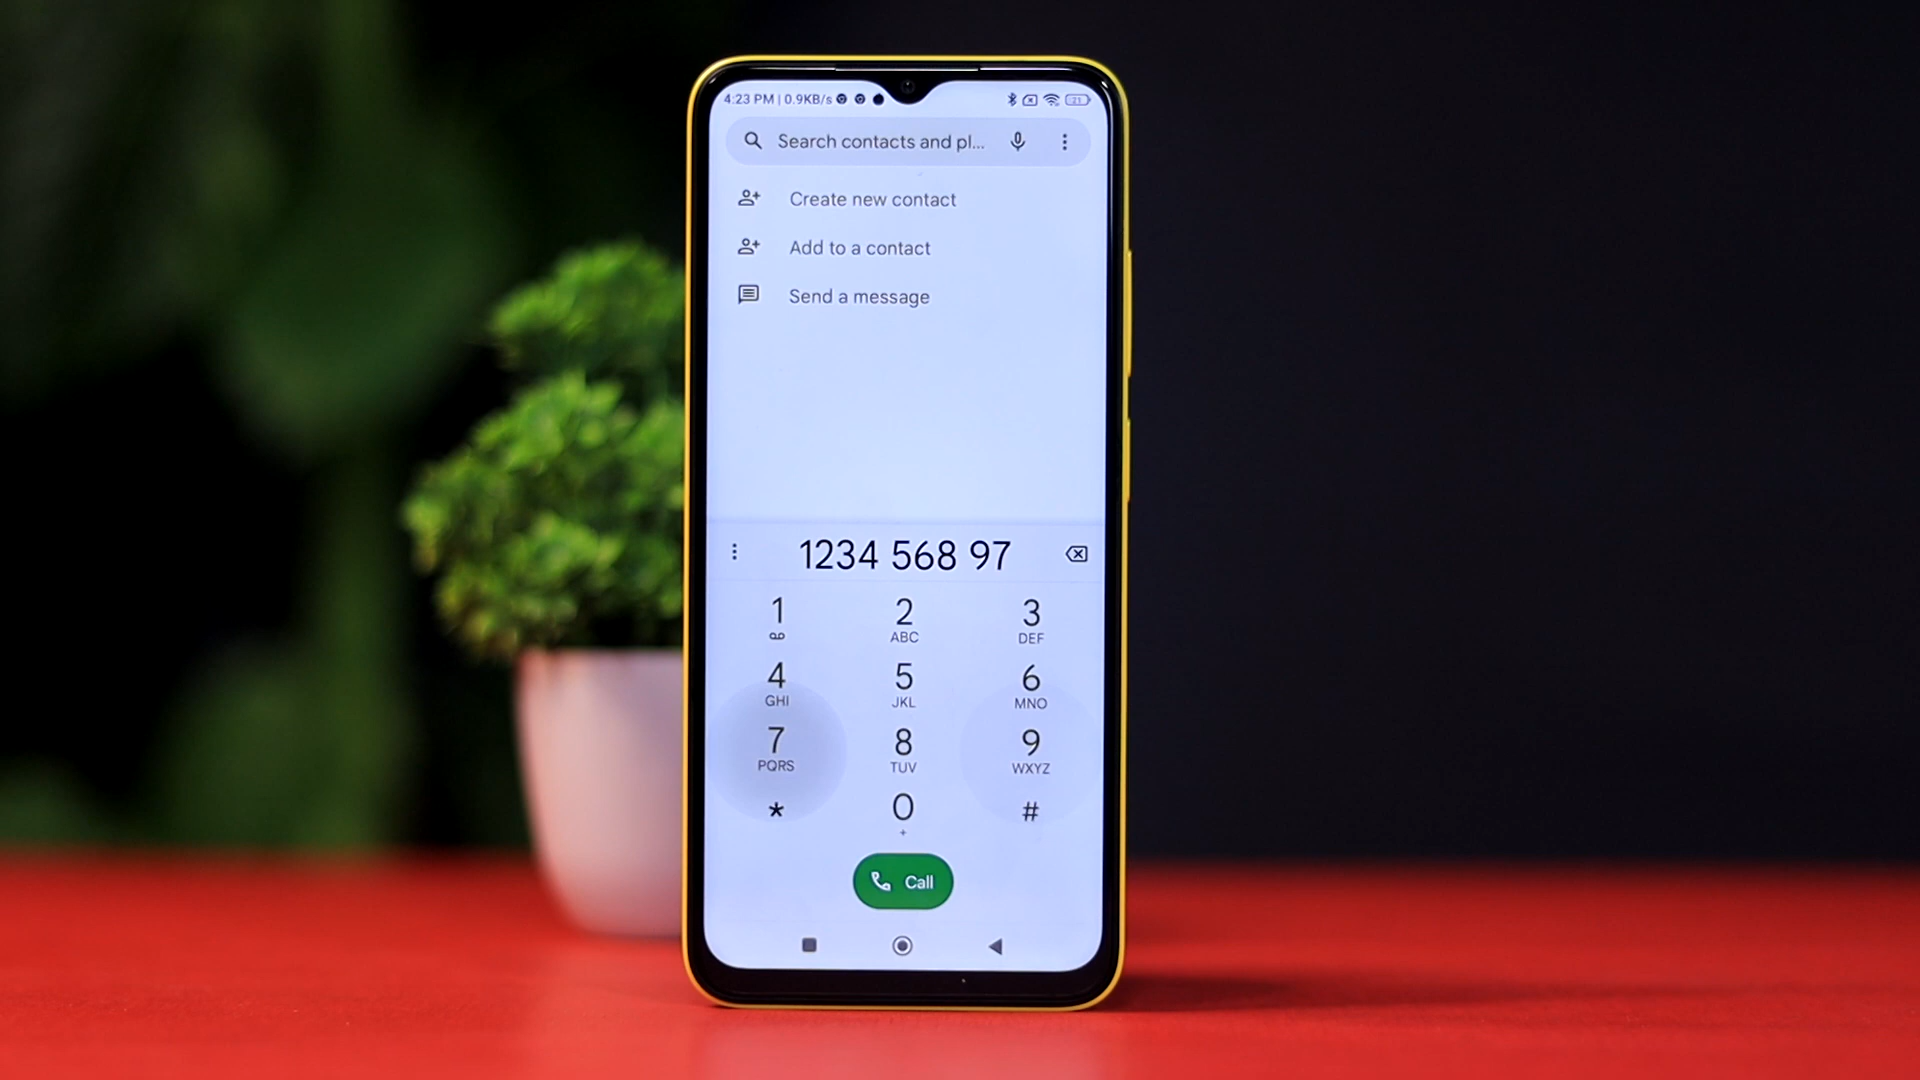 4:23 PM | 0.9KB/s 21
Search contacts and pl...
Create new contact
Add to a contact
Send a message
1234 568 97
1 2 3
ABC DEF
4 5 6
GHI JKL MNO
7 8 9
PQRS TUV WXYZ
* 0 #
+
Call